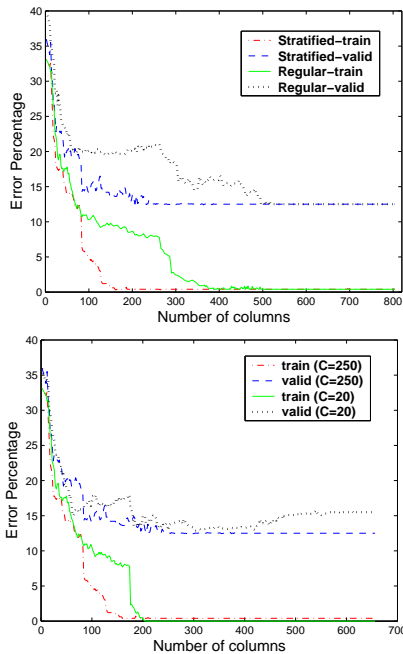 40
35
30
25
20
15
10
5
0
Error Percentage
Stratified−train
Stratified−valid
Regular−train
Regular−valid
0 100 200 300 400 500 600 700 800
Number of columns
40
35
30
25
20
15
10
5
0
Error Percentage
train (C=250)
valid (C=250)
train (C=20)
valid (C=20)
0 100 200 300 400 500 600 700
Number of columns